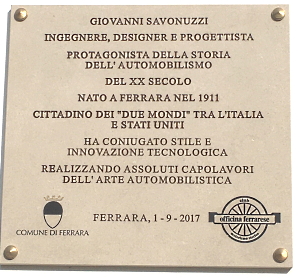 GIOVANNI SAVONUZZI
INGEGNERE, DESIGNER E PROGETTISTA
PROTAGONISTA DELLA STORIA
DELL' AUTOMOBILISMO
DEL XX SECOLO
NATO A FERRARA NEL 1911
CITTADINO DEI "DUE MONDI" TRA L'ITALIA
E STATI UNITI
HA CONIUGATO STILE E
INNOVAZIONE TECNOLOGICA
REALIZZANDO ASSOLUTI CAPOLAVORI
DELL' ARTE AUTOMOBILISTICA
FERRARA, 1 - 9 - 2017
COMUNE DI FERRARA
club
officina ferrarese